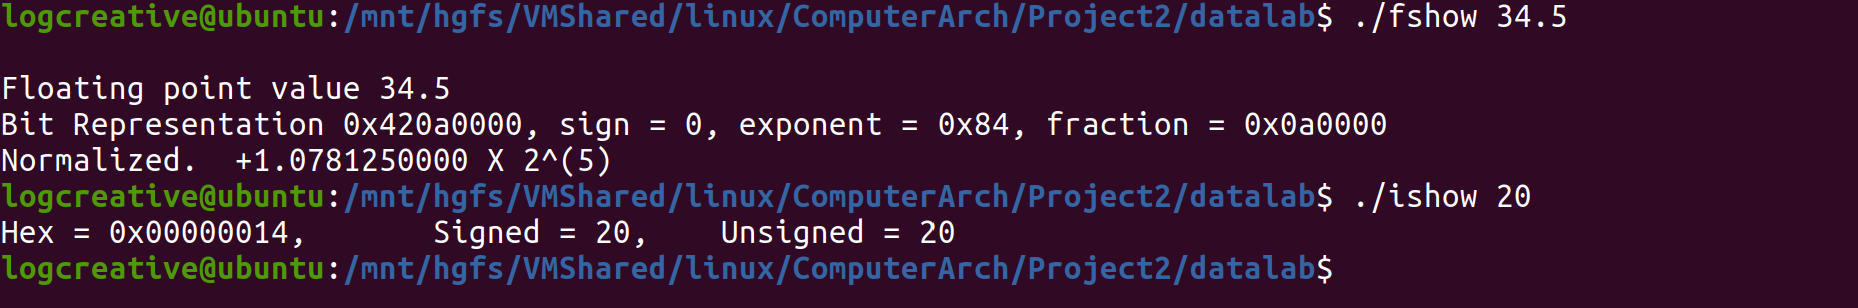 logcreative@ubuntu:/mnt/hgfs/VMShared/linux/ComputerArch/Project2/datalab$ ./fshow 34.5

Floating point value 34.5
Bit Representation 0x420a0000, sign = 0, exponent = 0x84, fraction = 0x0a0000
Normalized.  +1.0781250000 X 2^(5)
logcreative@ubuntu:/mnt/hgfs/VMShared/linux/ComputerArch/Project2/datalab$ ./ishow 20
Hex = 0x00000014,       Signed = 20,    Unsigned = 20
logcreative@ubuntu:/mnt/hgfs/VMShared/linux/ComputerArch/Project2/datalab$